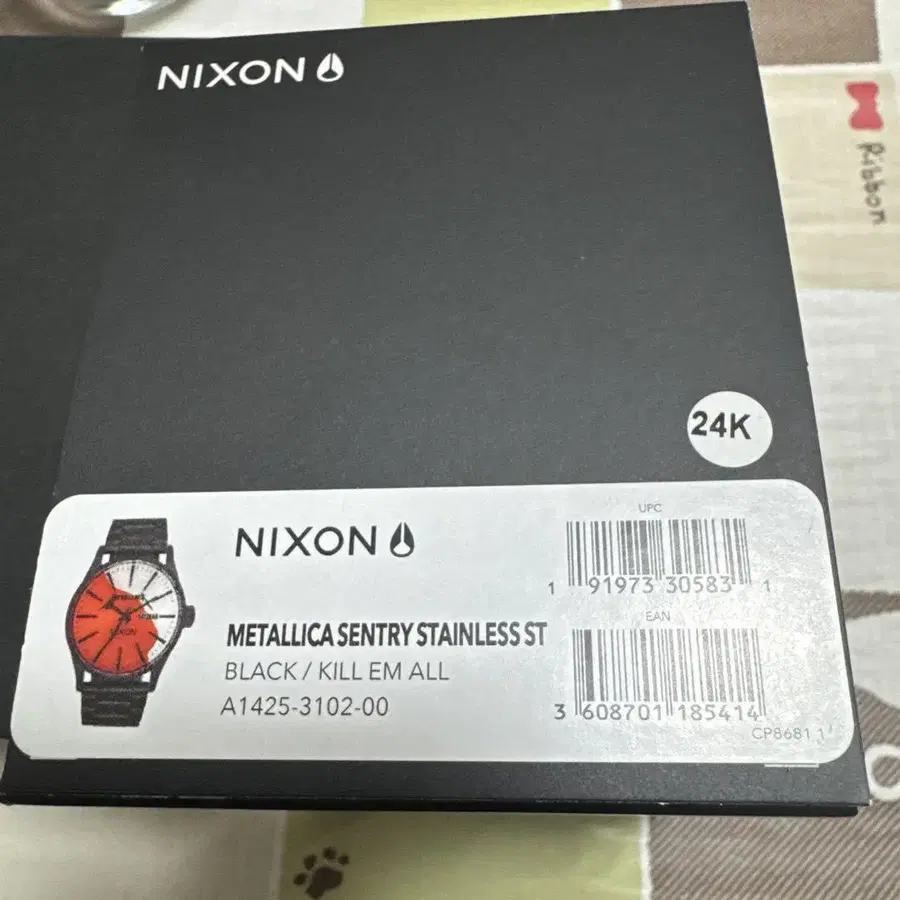 NIXON
Ribbon
24K
NIXON
METALLICA SENTRY STAINLESS ST
BLACK / KILL EM ALL
A1425-3102-00
UPC
1 91973 30583 1
EAN
3 608701 185414
CP8681 1
NIXON